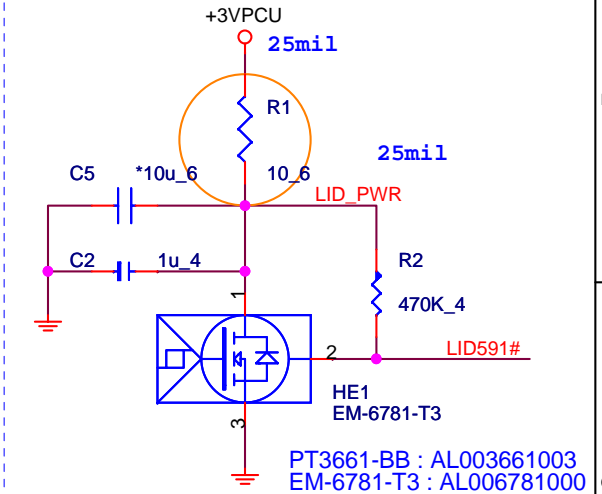 +3VPCU
25mil
R1
25mil
C5
*10u_6
10_6
LID_PWR
C2
1u_4
R2
470K_4
1
2
LID591#
HE1
EM-6781-T3
3
PT3661-BB : AL003661003
EM-6781-T3 : AL006781000